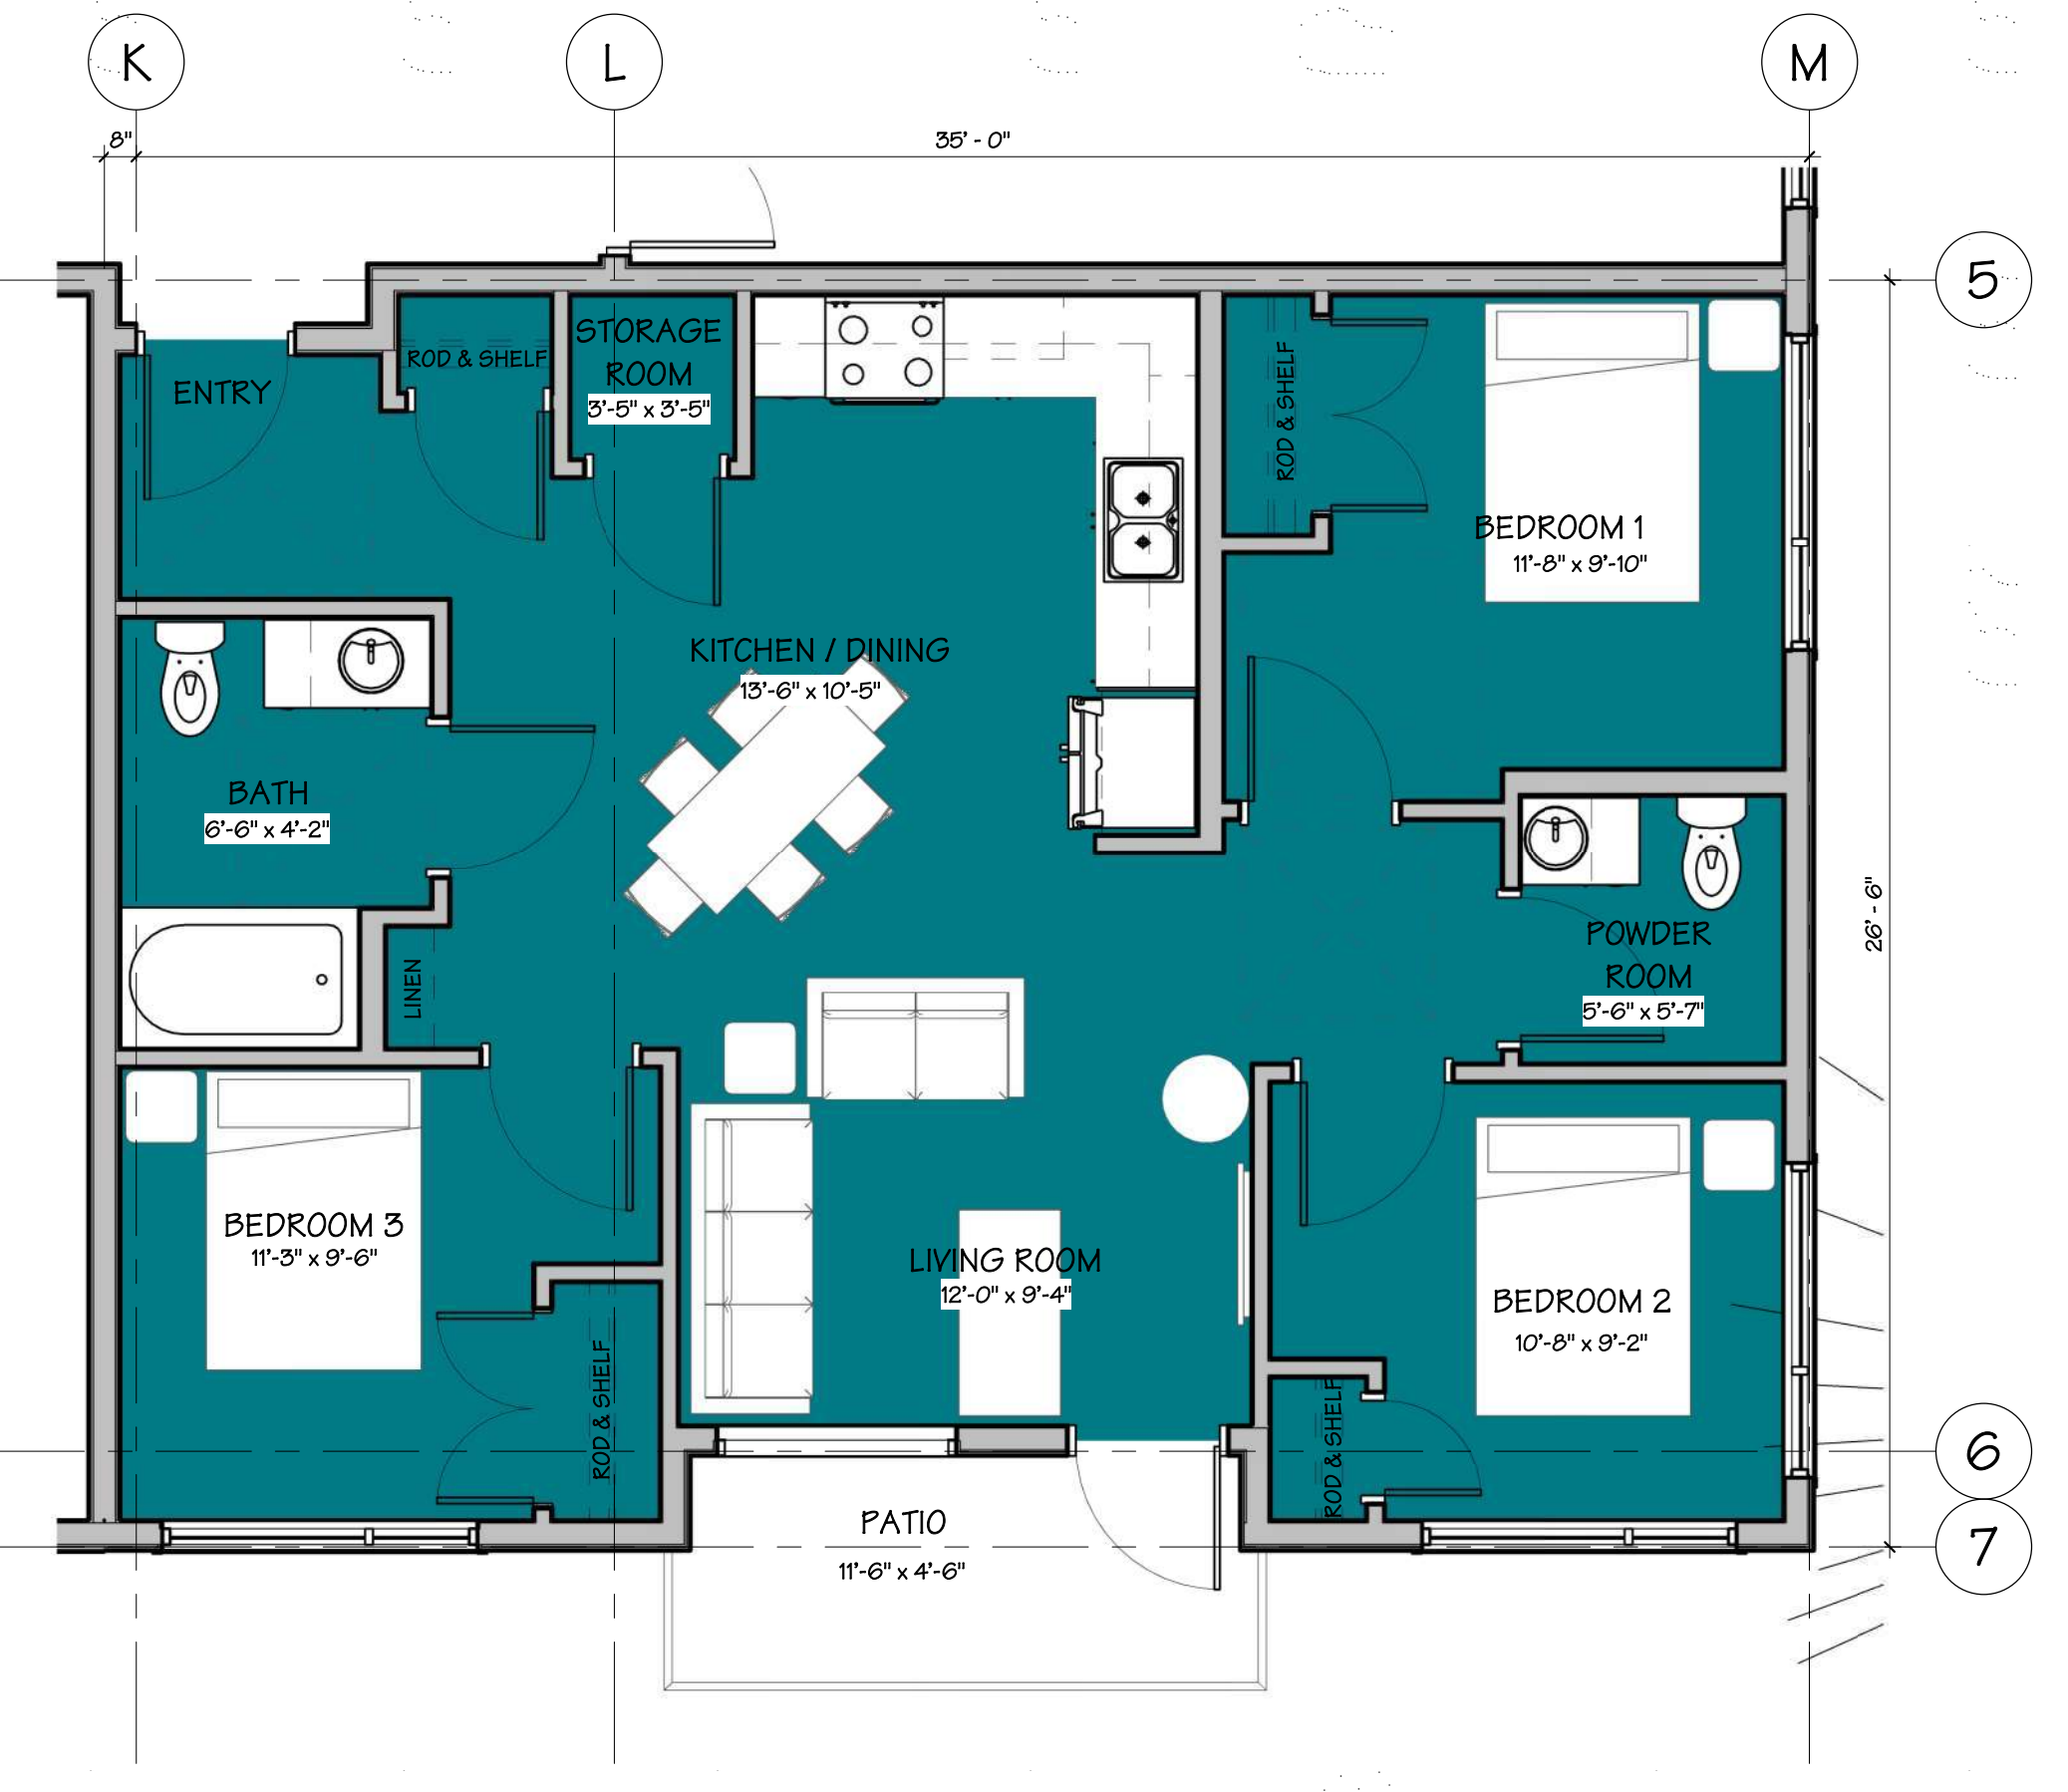 K
L
M
8"
35' - 0"
5
ENTRY
ROD & SHELF
STORAGE
ROOM
3'-5" x 3'-5"
ROD & SHELF
BEDROOM 1
11'-8" x 9'-10"
KITCHEN / DINING
13'-6" x 10'-5"
BATH
6'-6" x 4'-2"
LINEN
POWDER
ROOM
5'-6" x 5'-7"
26' - 6"
BEDROOM 3
11'-3" x 9'-6"
ROD & SHELF
LIVING ROOM
12'-0" x 9'-4"
BEDROOM 2
10'-8" x 9'-2"
ROD & SHELF
6
PATIO
11'-6" x 4'-6"
7